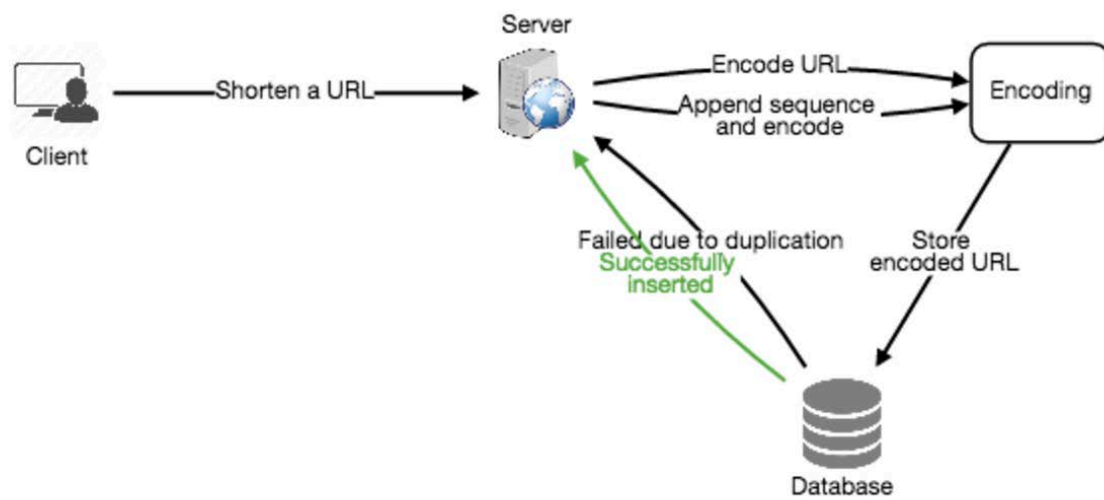 Server
Shorten a URL
Encode URL
Append sequence
and encode
Encoding
Client
Failed due to duplication
Successfully
inserted
Store
encoded URL
Database